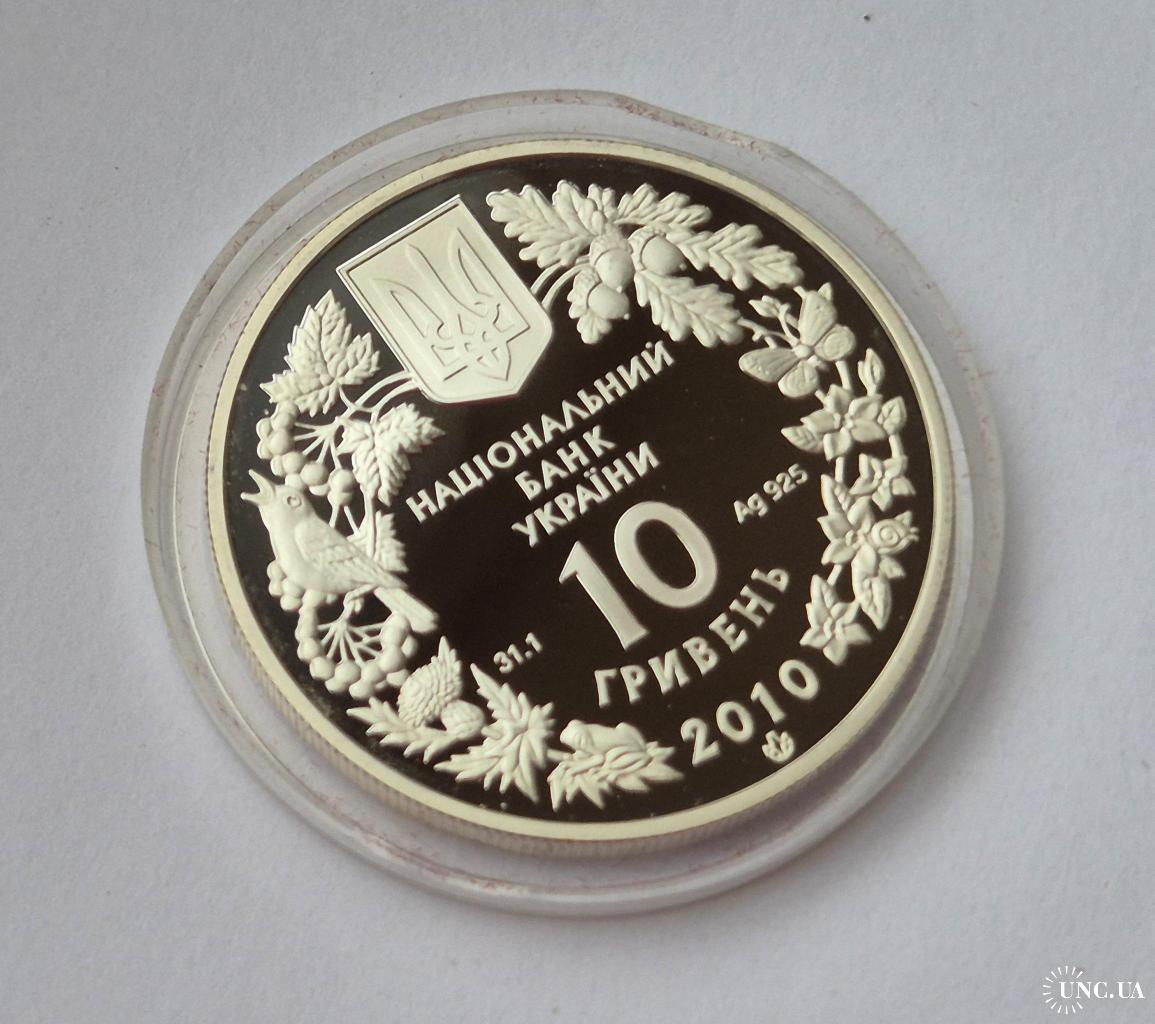 НАЦІОНАЛЬНИЙ
БАНК
УКРАЇНИ
Ag 925
10
31.1
ГРИВЕНЬ
2010
UNC.UA